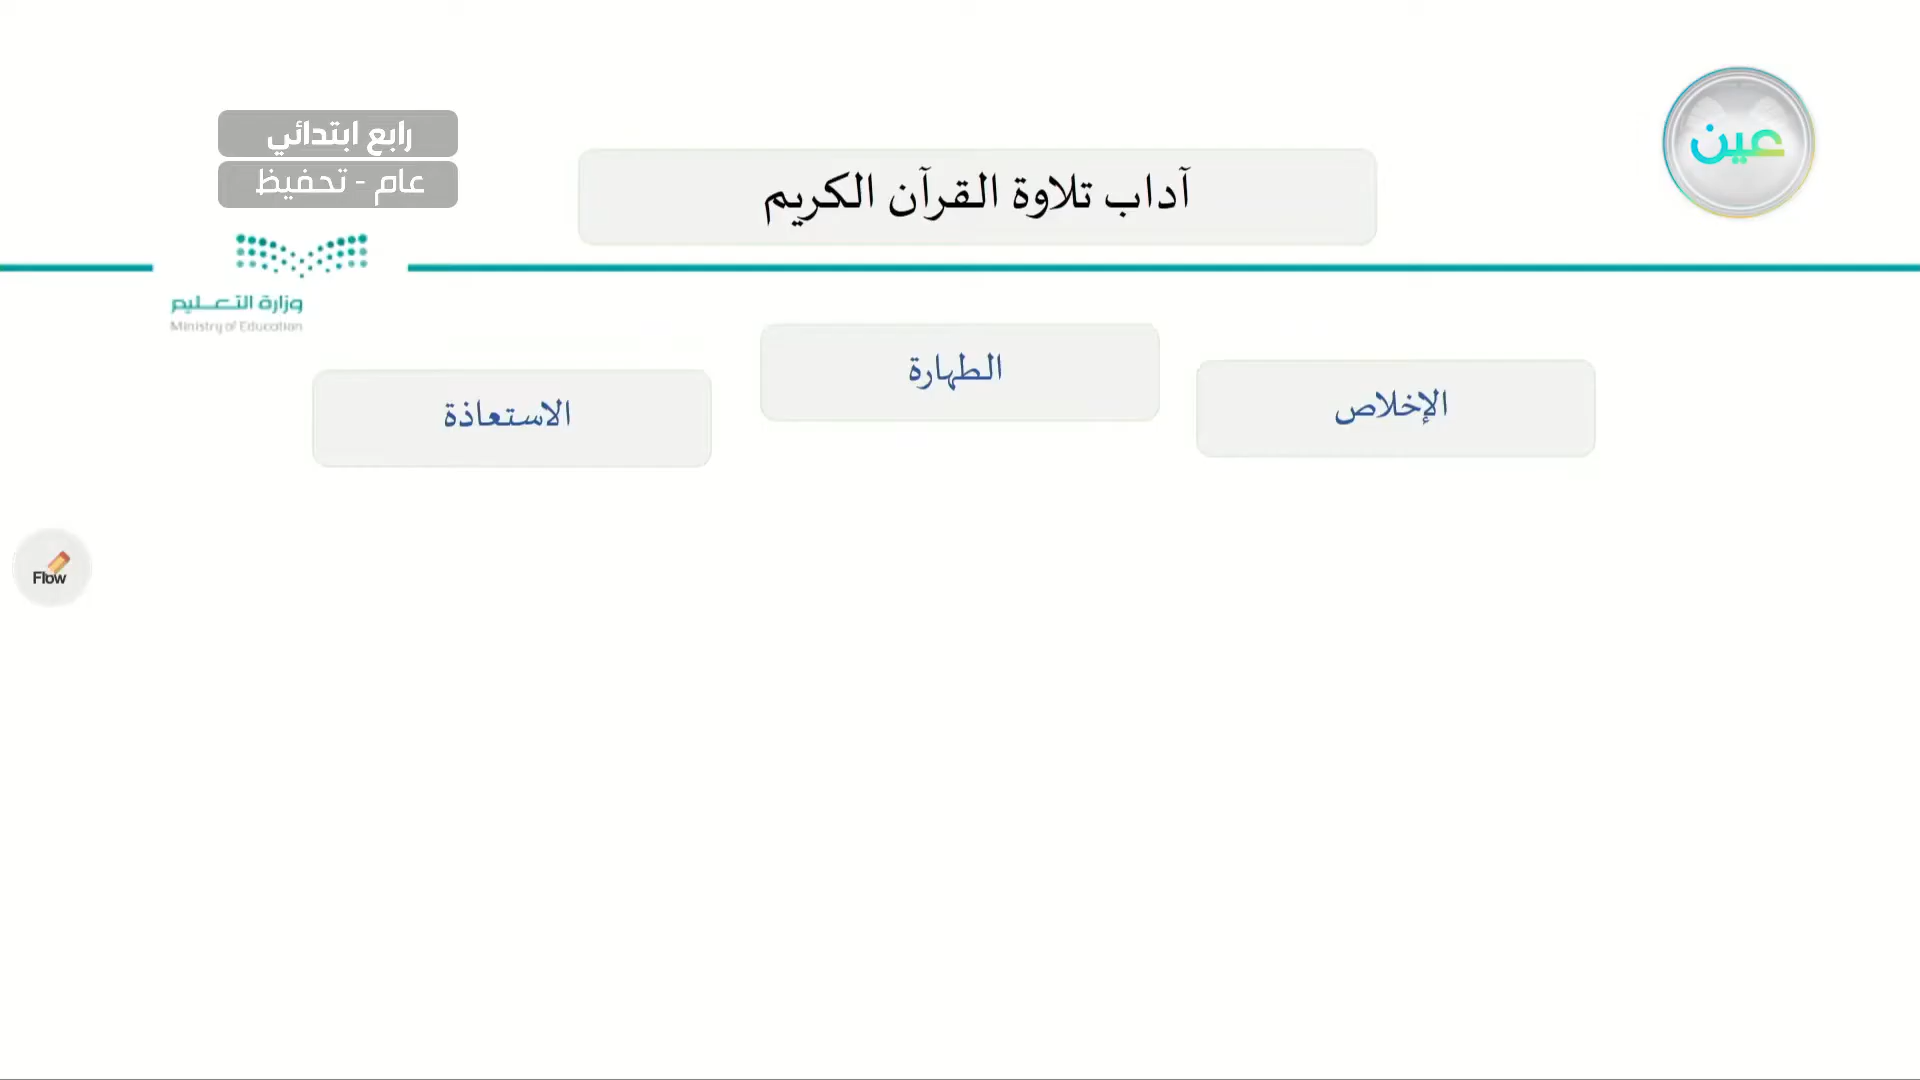 عين
رابع ابتدائي
عام - تحفيظ
آداب تلاوة القرآن الكريم
وزارة التعليم
Ministry of Education
الإخلاص
الطهارة
الاستعاذة
Flow